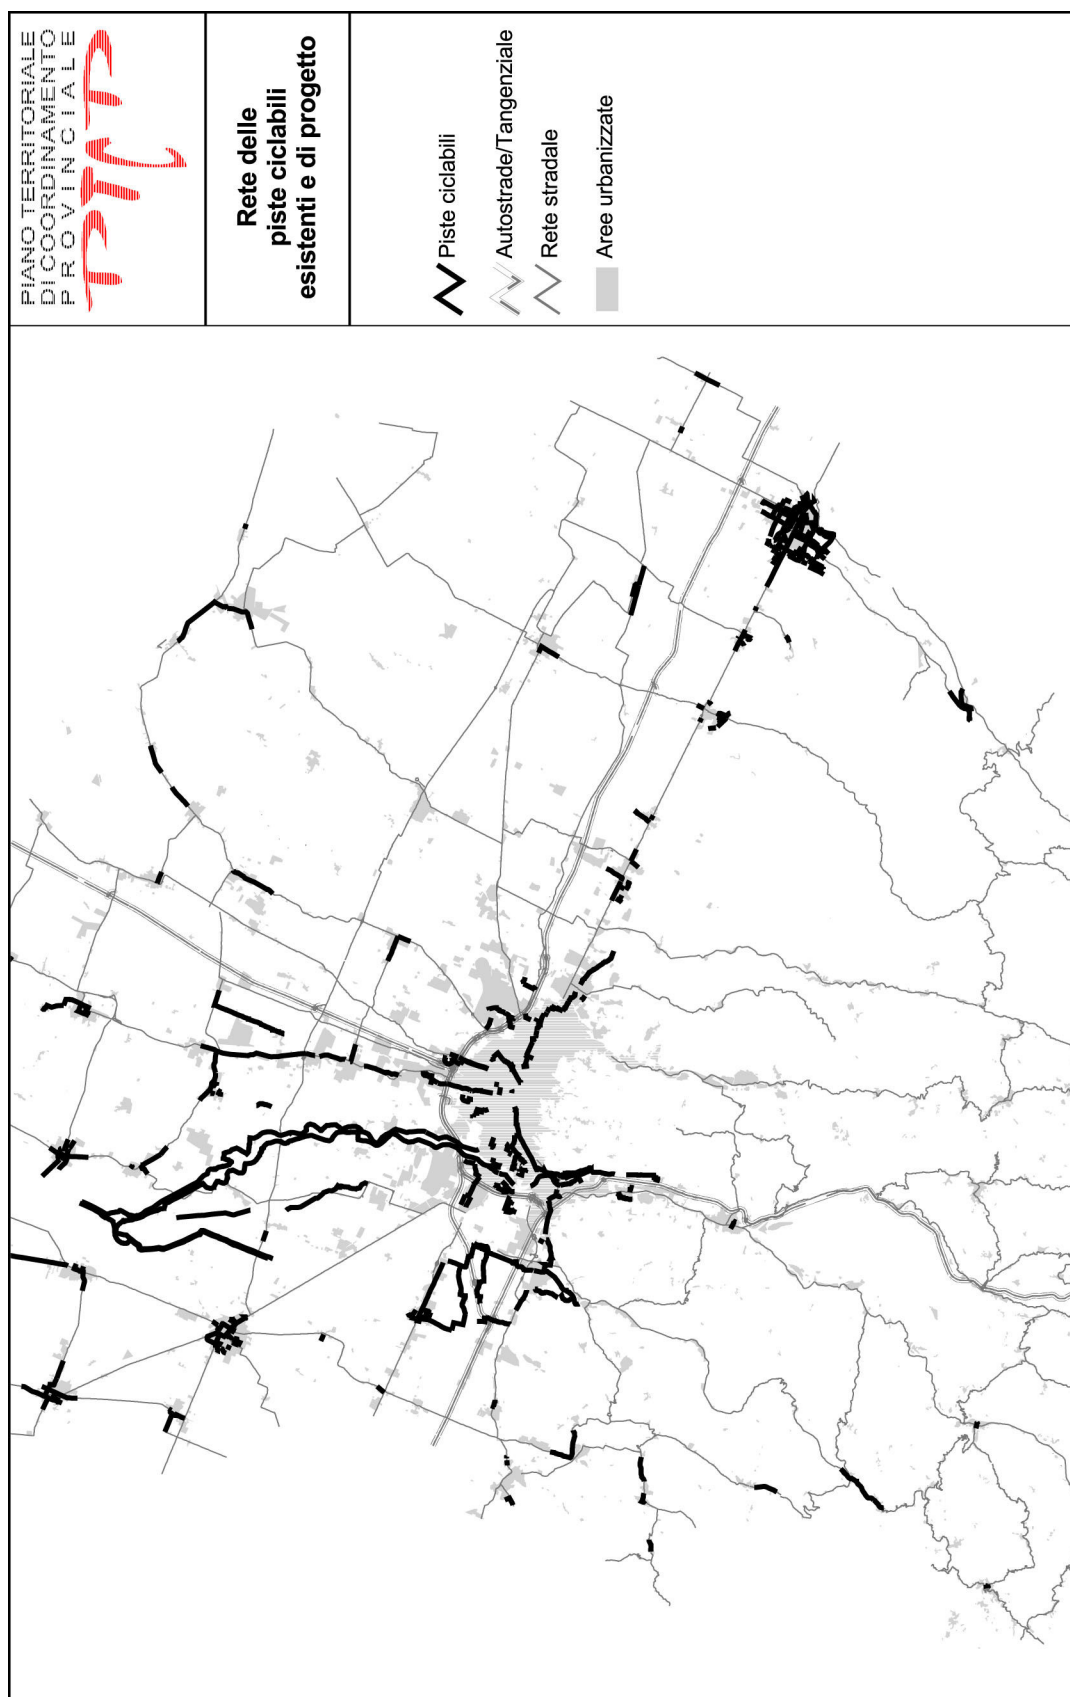 PIANO TERRITORIALE
DI COORDINAMENTO
PROVINCIALE
PTCP
Rete delle
piste ciclabili
esistenti e di progetto
Piste ciclabili
Autostrade/Tangenziale
Rete stradale
Aree urbanizzate